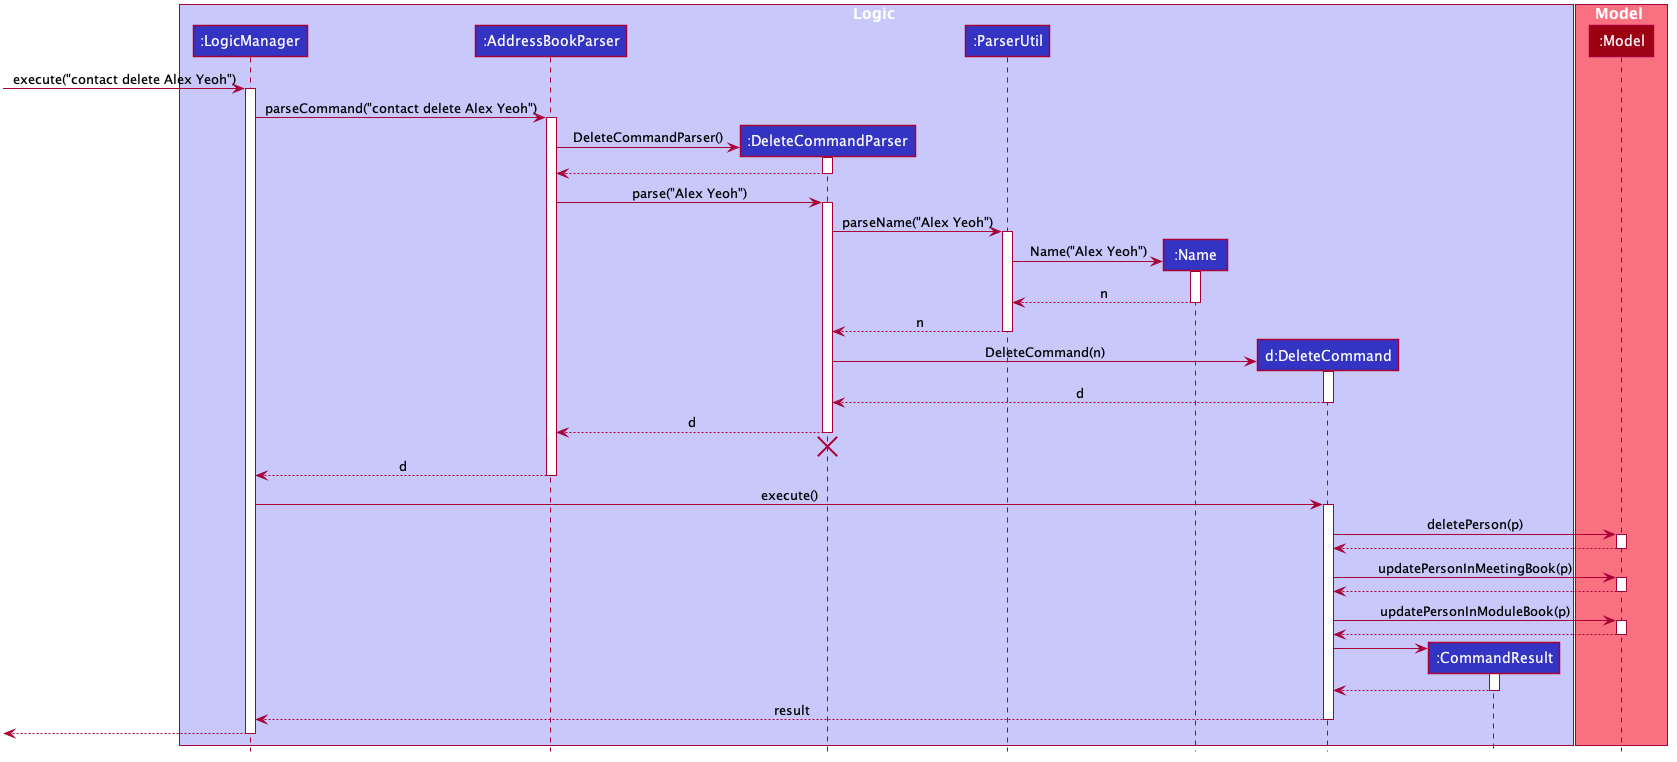 Logic
Model
:LogicManager
:AddressBookParser
:ParserUtil
:Model
execute("contact delete Alex Yeoh")
parseCommand("contact delete Alex Yeoh")
DeleteCommandParser()
:DeleteCommandParser
parse("Alex Yeoh")
parseName("Alex Yeoh")
Name("Alex Yeoh")
:Name
n
n
DeleteCommand(n)
d:DeleteCommand
d
d
d
execute()
deletePerson(p)
updatePersonInMeetingBook(p)
updatePersonInModuleBook(p)
:CommandResult
result